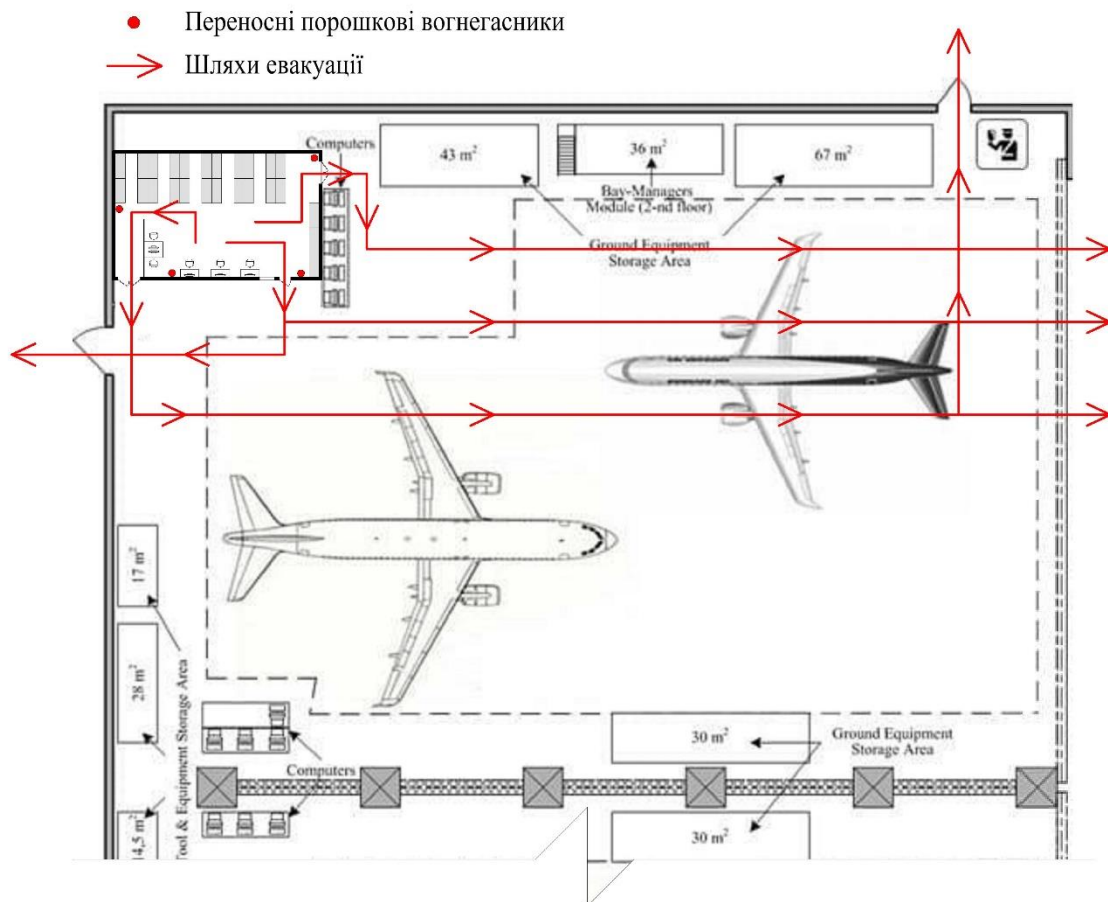 Переносні порошкові вогнегасники
Шляхи евакуації
Computers
43 m²
36 m²
67 m²
Bay-Managers
Module (2-nd floor)
Ground Equipment
Storage Area
17 m²
28 m²
14,5 m²
Tool & Equipment Storage Area
Computers
30 m²
Ground Equipment
Storage Area
30 m²